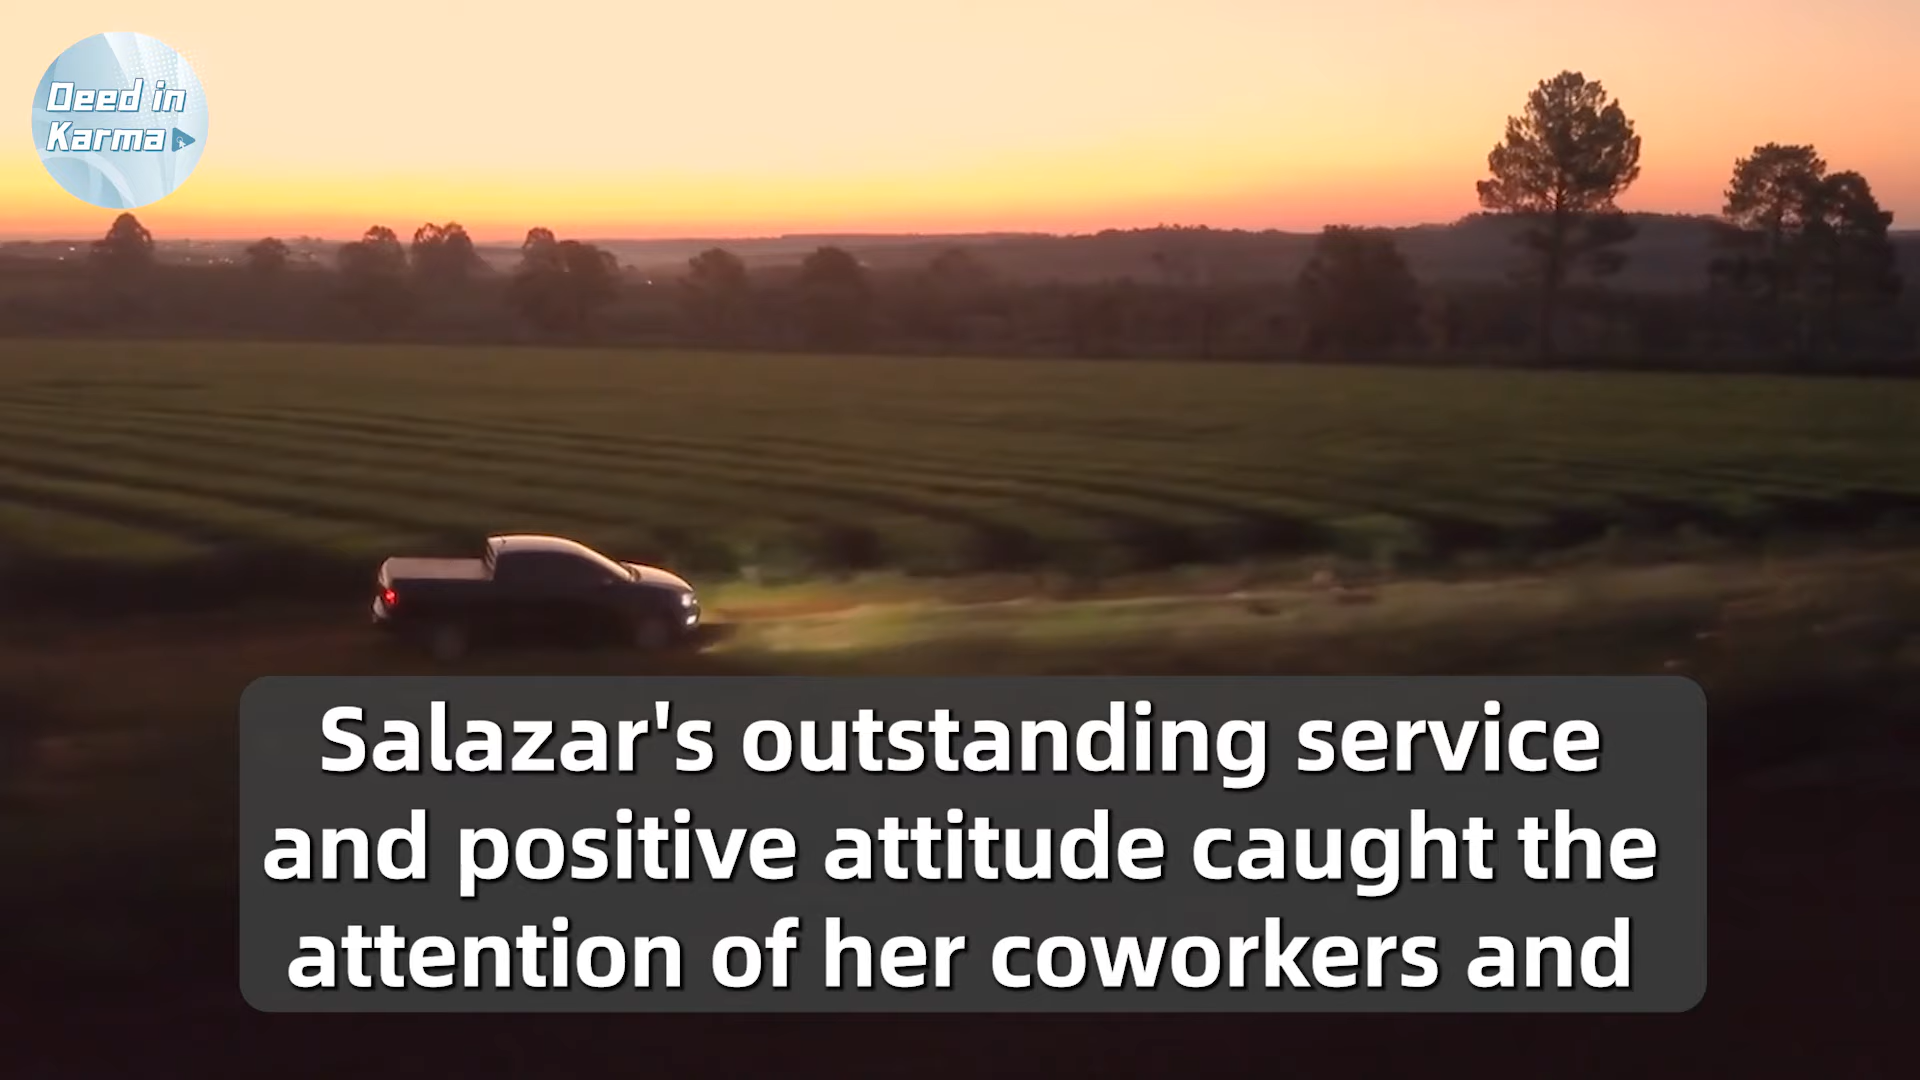 Deed in
Karma
Salazar's outstanding service
and positive attitude caught the
attention of her coworkers and